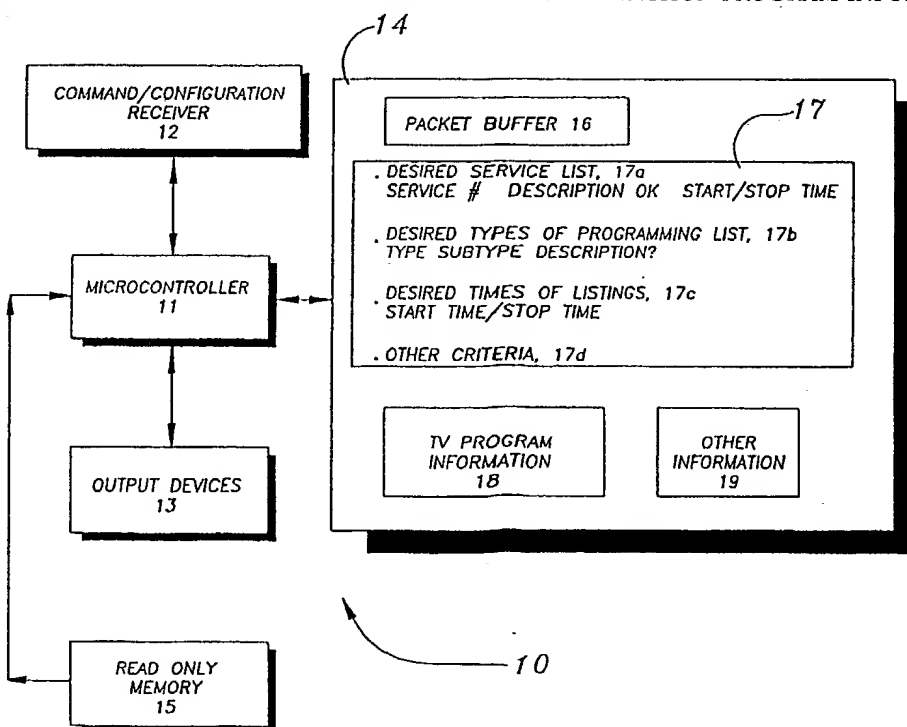 14
COMMAND/CONFIGURATION
RECEIVER
12
PACKET BUFFER 16
17
. DESIRED SERVICE LIST, 17a
SERVICE # DESCRIPTION OK START/STOP TIME
. DESIRED TYPES OF PROGRAMMING LIST, 17b
TYPE SUBTYPE DESCRIPTION?
MICROCONTROLLER
11
. DESIRED TIMES OF LISTINGS, 17c
START TIME/STOP TIME
. OTHER CRITERIA, 17d
TV PROGRAM
INFORMATION
18
OTHER
INFORMATION
19
OUTPUT DEVICES
13
10
READ ONLY
MEMORY
15